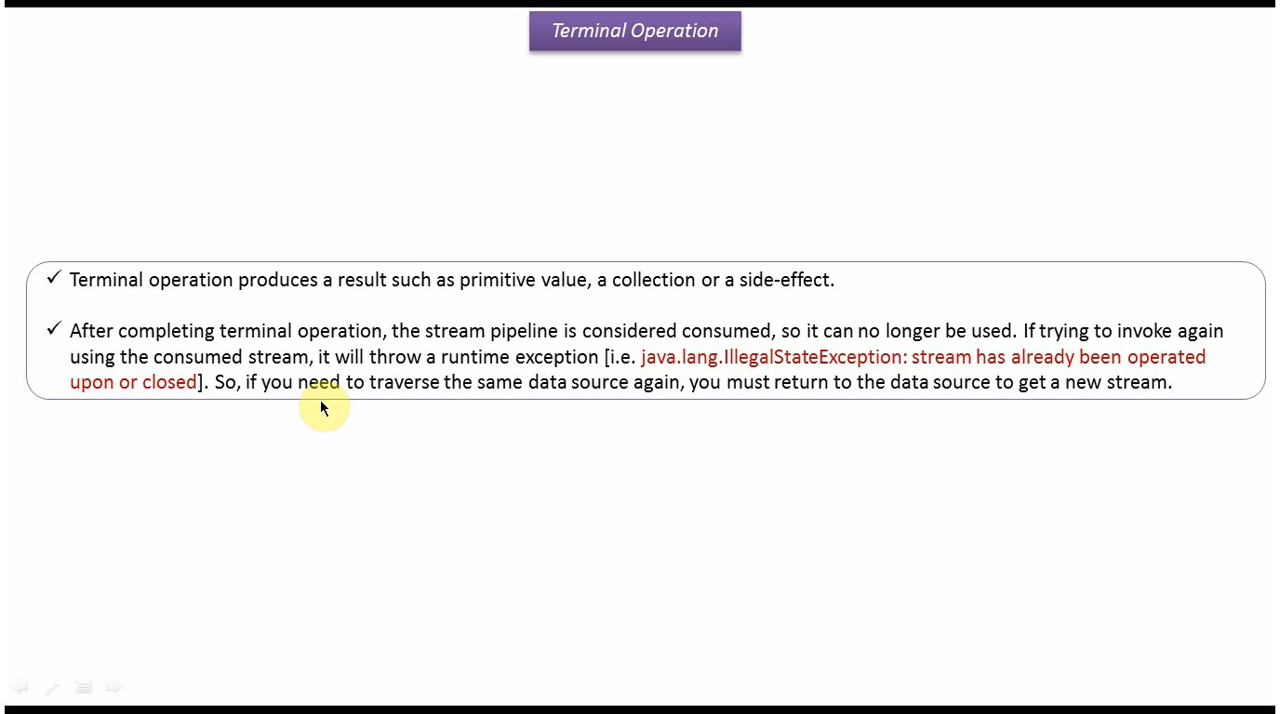 Terminal Operation
✓ Terminal operation produces a result such as primitive value, a collection or a side-effect.
✓ After completing terminal operation, the stream pipeline is considered consumed, so it can no longer be used. If trying to invoke again
using the consumed stream, it will throw a runtime exception [i.e. java.lang.IllegalStateException: stream has already been operated
upon or closed]. So, if you need to traverse the same data source again, you must return to the data source to get a new stream.